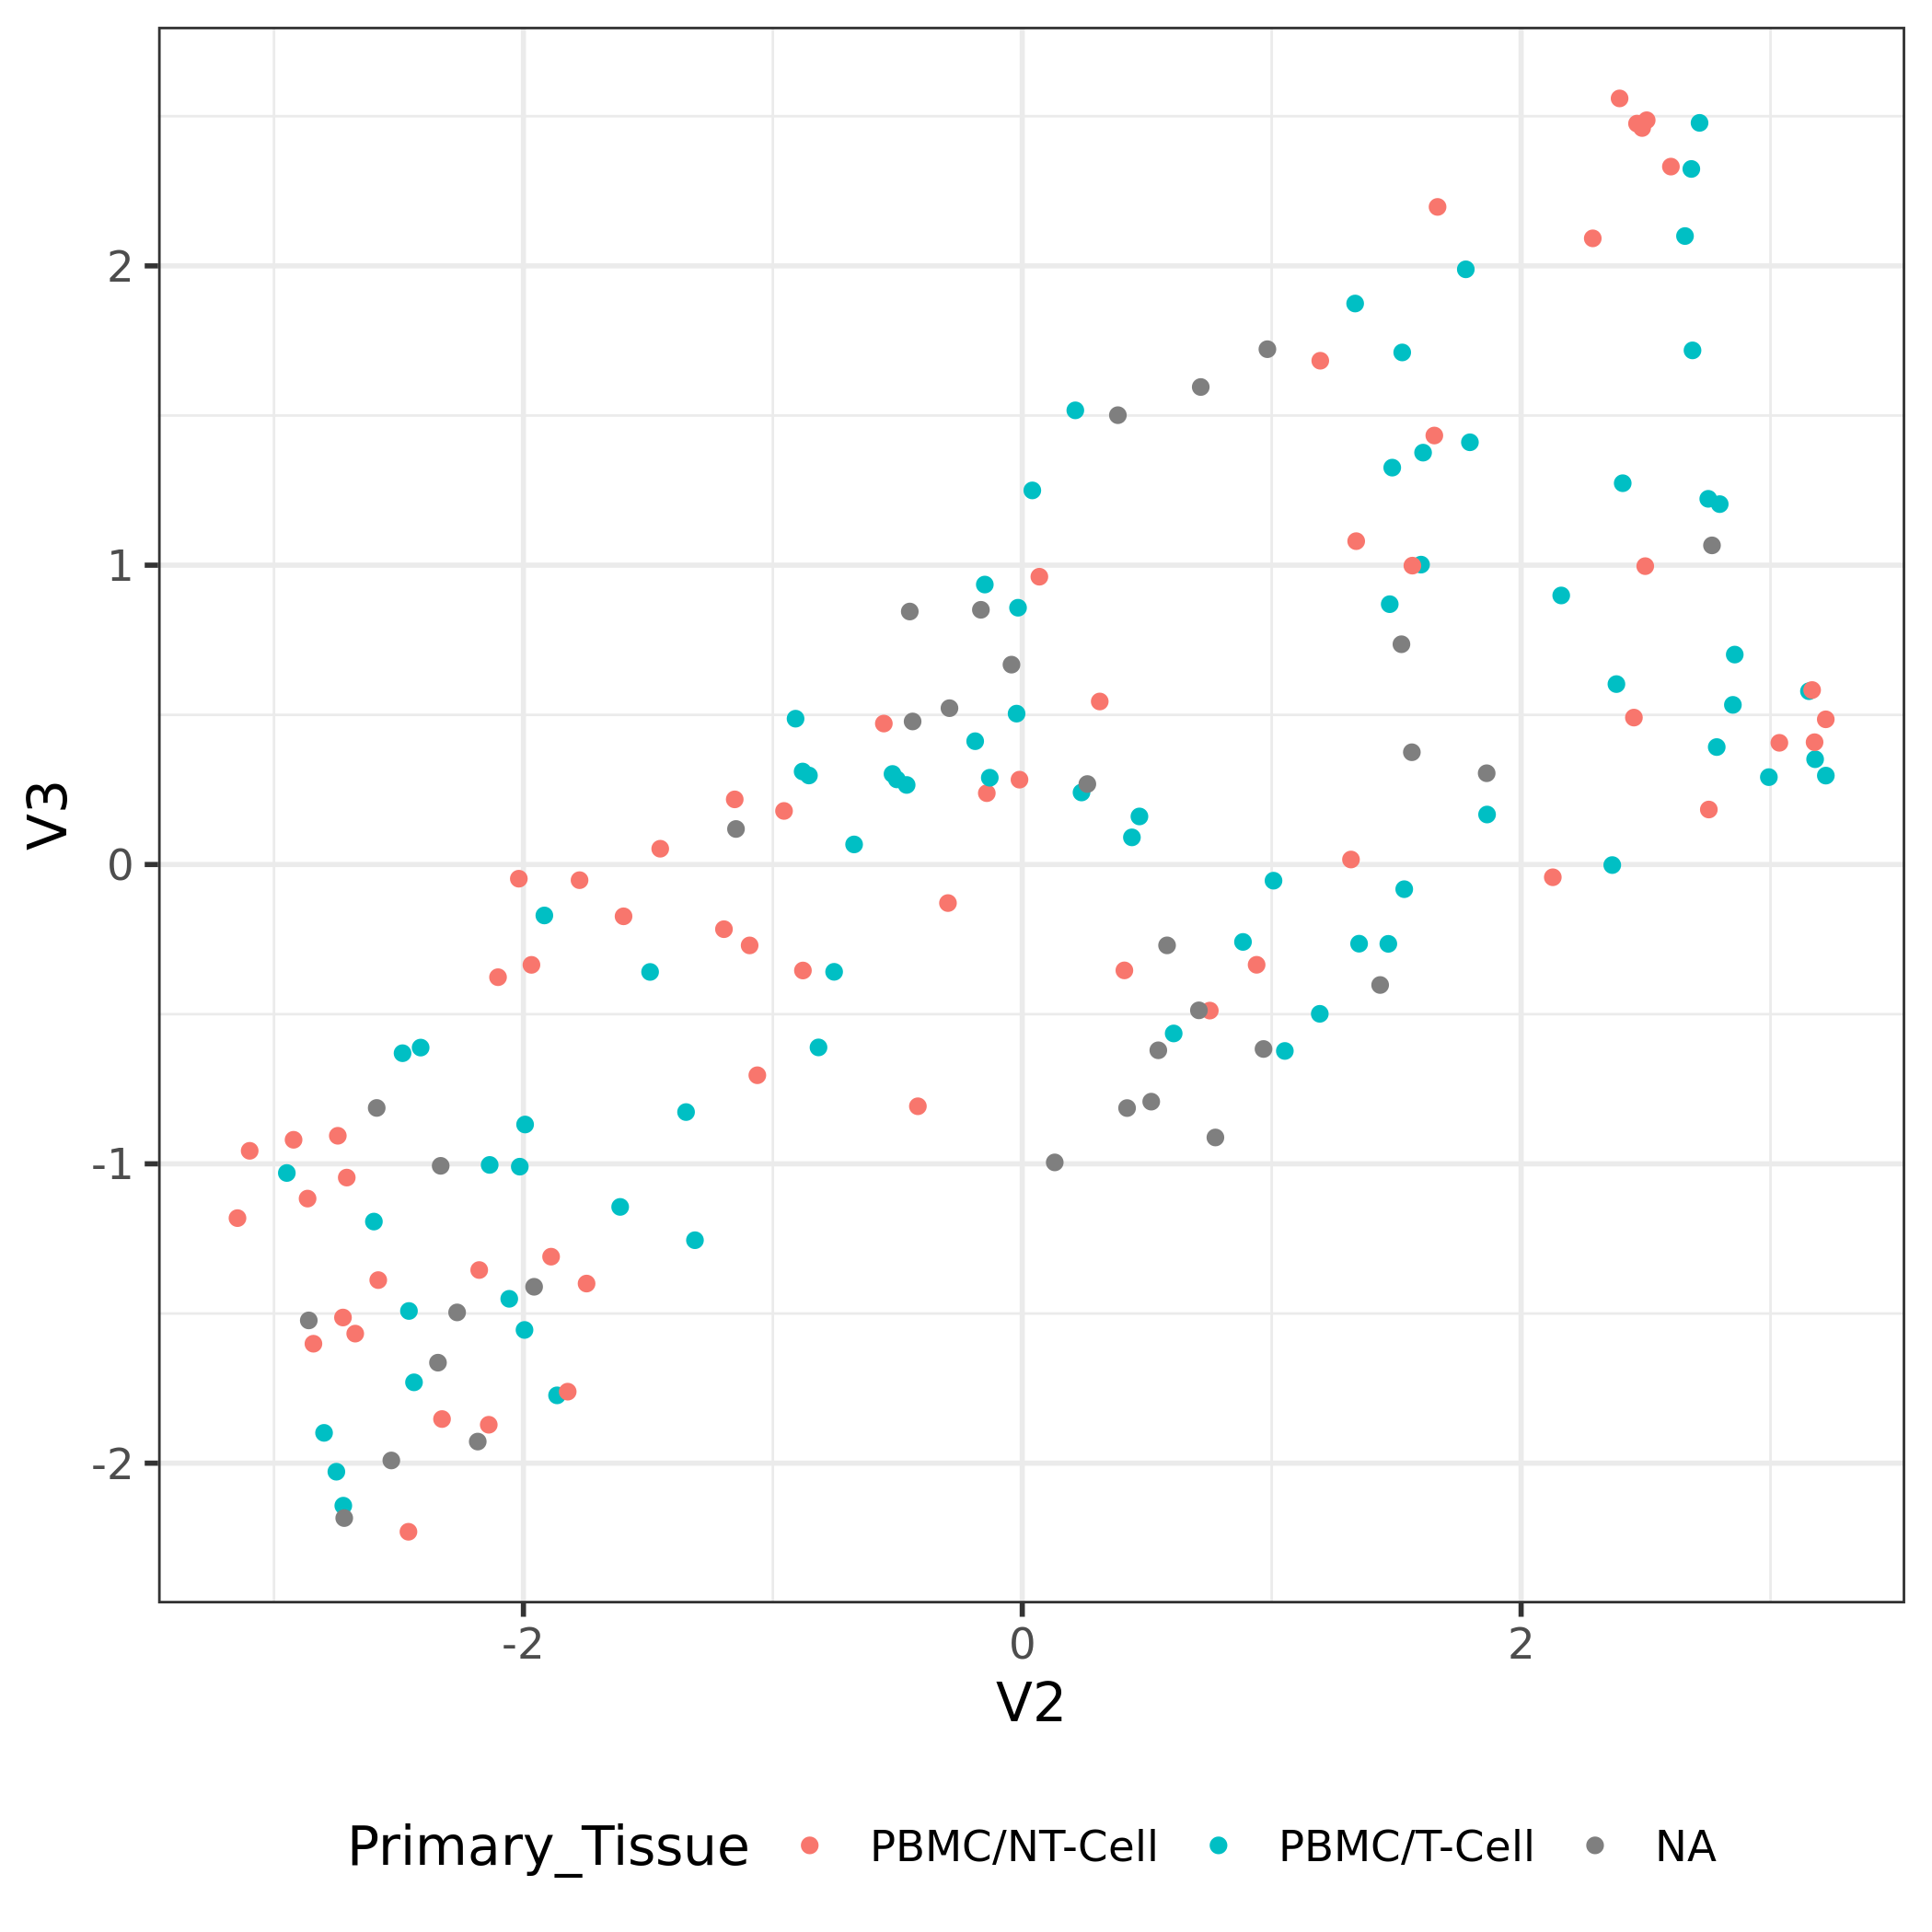 2
1
0
-1
-2
V3
-2 0 2
V2
Primary_Tissue PBMC/NT-Cell PBMC/T-Cell NA